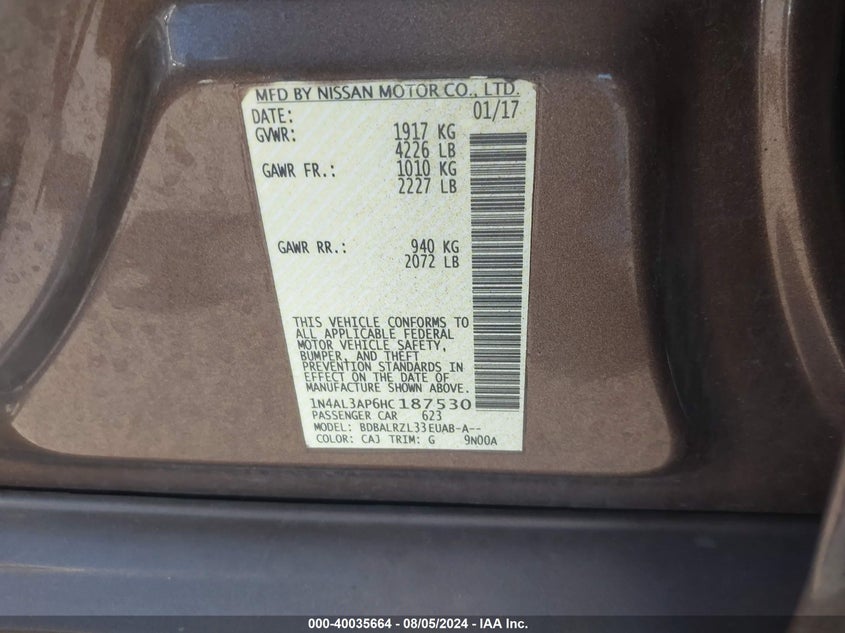 MFD BY NISSAN MOTOR CO., LTD.
DATE: 01/17
GVWR: 1917 KG
4226 LB
GAWR FR.: 1010 KG
2227 LB
GAWR RR.: 940 KG
2072 LB
THIS VEHICLE CONFORMS TO
ALL APPLICABLE FEDERAL
MOTOR VEHICLE SAFETY,
BUMPER, AND THEFT
PREVENTION STANDARDS IN
EFFECT ON THE DATE OF
MANUFACTURE SHOWN ABOVE.
1N4AL3AP6HC187530
PASSENGER CAR 623
MODEL: BDBALRZL33EUAB-A--
COLOR: CAJ TRIM: G 9N00A
000-40035664 - 08/05/2024 - IAA Inc.